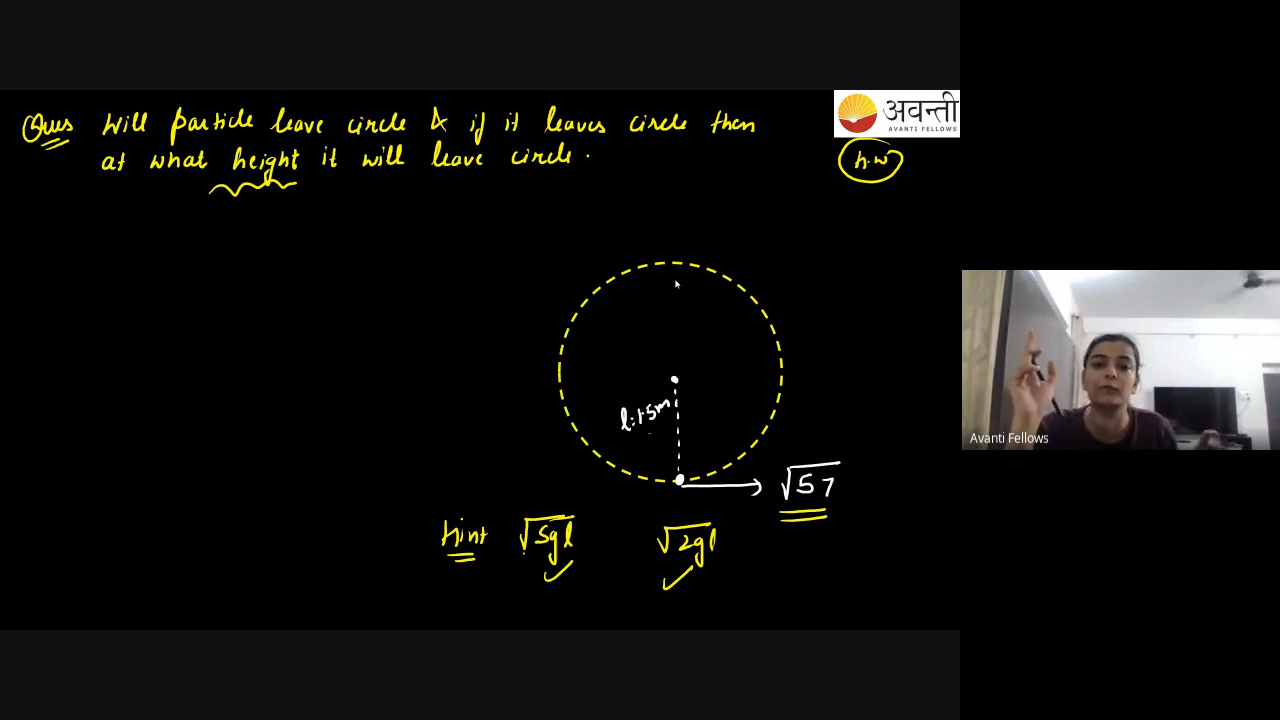 Ques Will particle leave circle & if it leaves circle then
at what height it will leave circle.
अवन्ती
AVANTI FELLOWS
h.w
l=1.5m
√57
Hint √5gl √2gl
Avanti Fellows